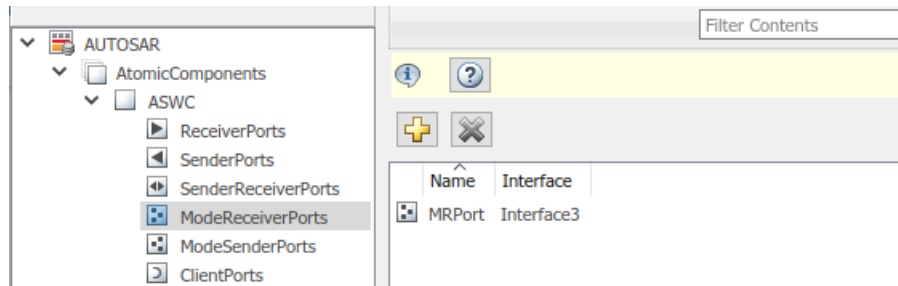 AUTOSAR
AtomicComponents
ASWC
ReceiverPorts
SenderPorts
SenderReceiverPorts
ModeReceiverPorts
ModeSenderPorts
ClientPorts
Filter Contents
Name Interface
MRPort Interface3